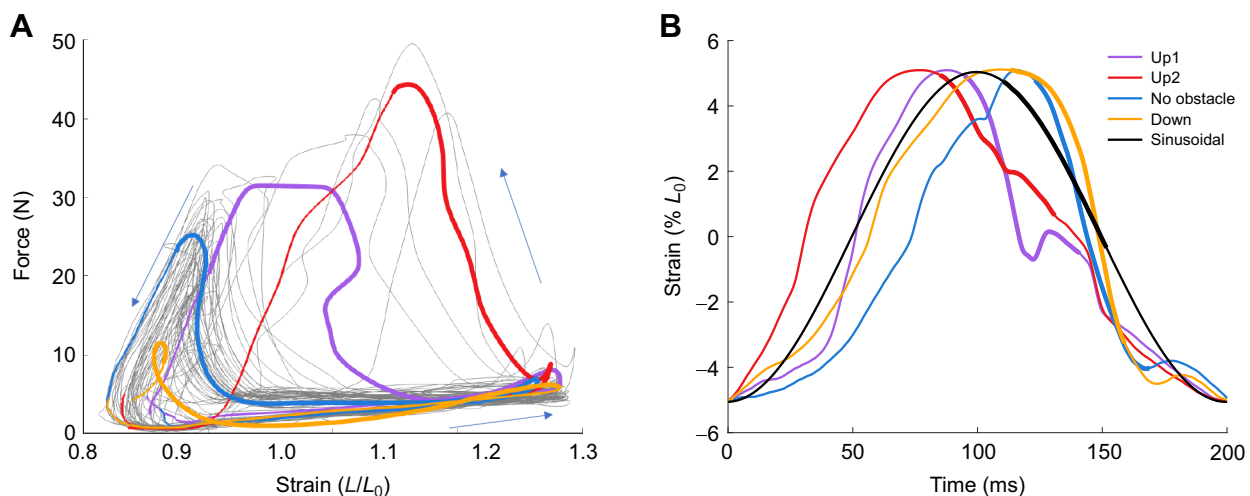 A
50
40
30
20
10
0
Force (N)
0.8
0.9
1.0
1.1
1.2
1.3
Strain (L/L0)
B
6
4
2
0
–2
–4
–6
Strain (% L0)
0
50
100
150
200
Time (ms)
Up1
Up2
No obstacle
Down
Sinusoidal